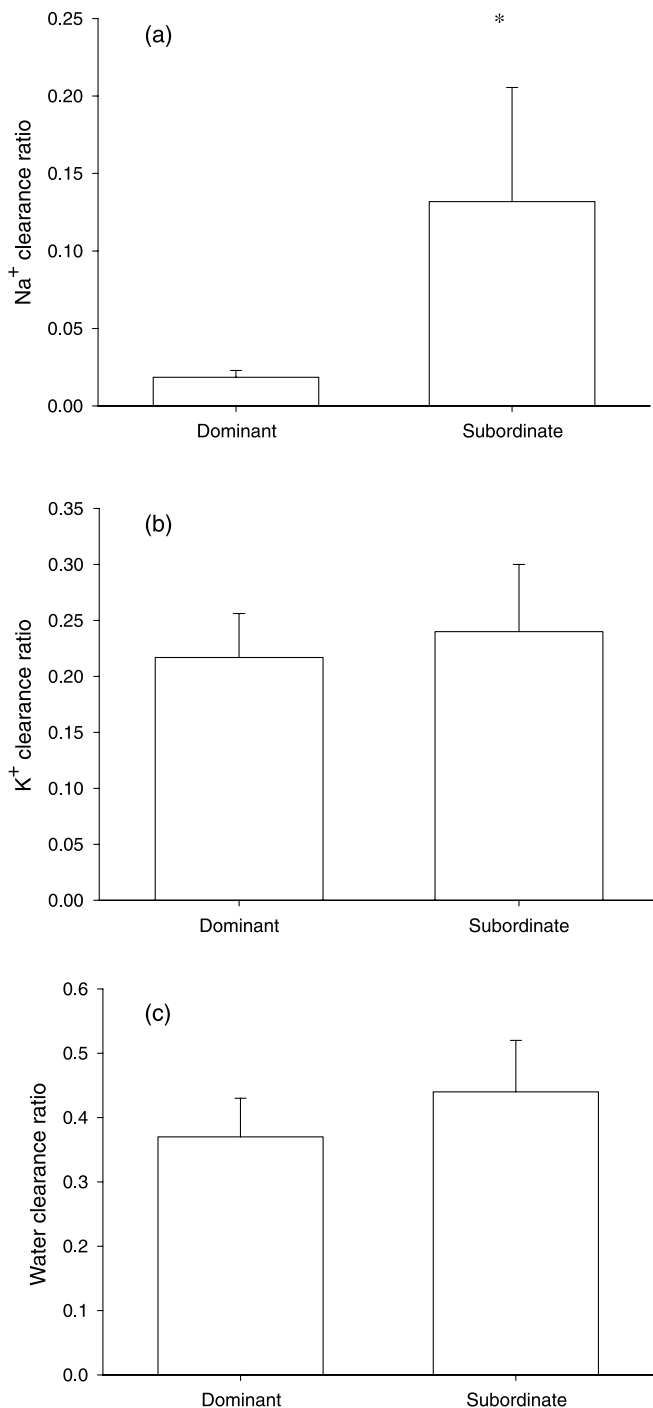 (a)
*
Na⁺ clearance ratio
0.25
0.20
0.15
0.10
0.05
0.00
Dominant Subordinate
(b)
K⁺ clearance ratio
0.35
0.30
0.25
0.20
0.15
0.10
0.05
0.00
Dominant Subordinate
(c)
Water clearance ratio
0.6
0.5
0.4
0.3
0.2
0.1
0.0
Dominant Subordinate